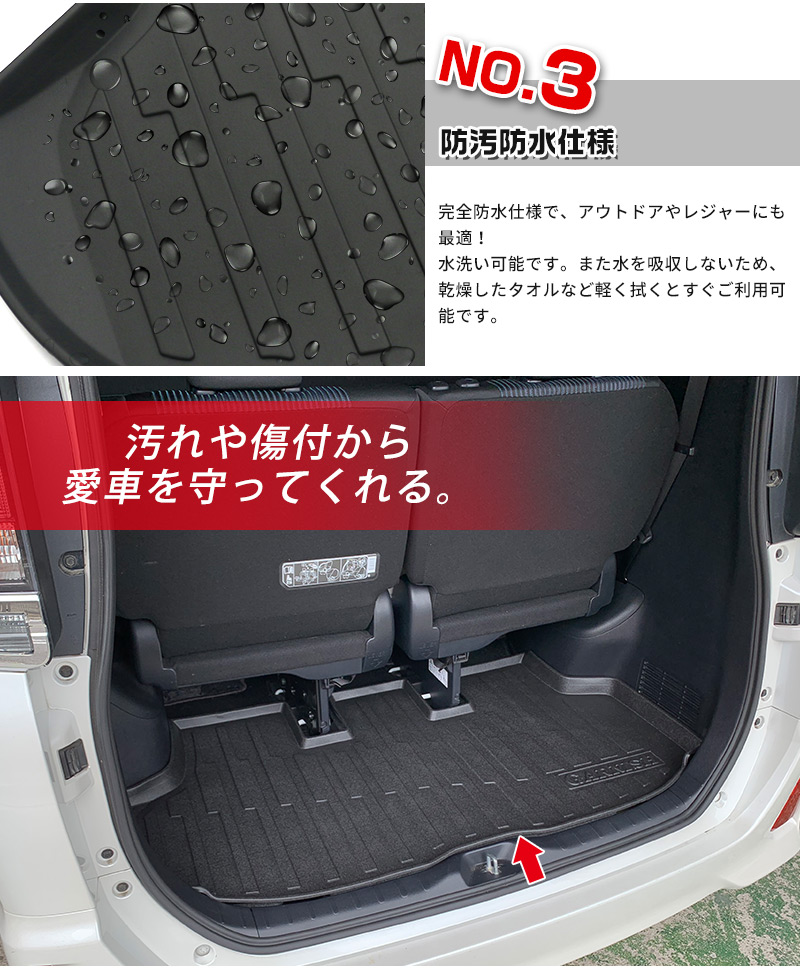 NO.3
防汚防水仕様
完全防水仕様で、アウトドアやレジャーにも
最適！
水洗い可能です。また水を吸収しないため、
乾燥したタオルなど軽く拭くとすぐご利用可
能です。
汚れや傷付から
愛車を守ってくれる。
GARNISH